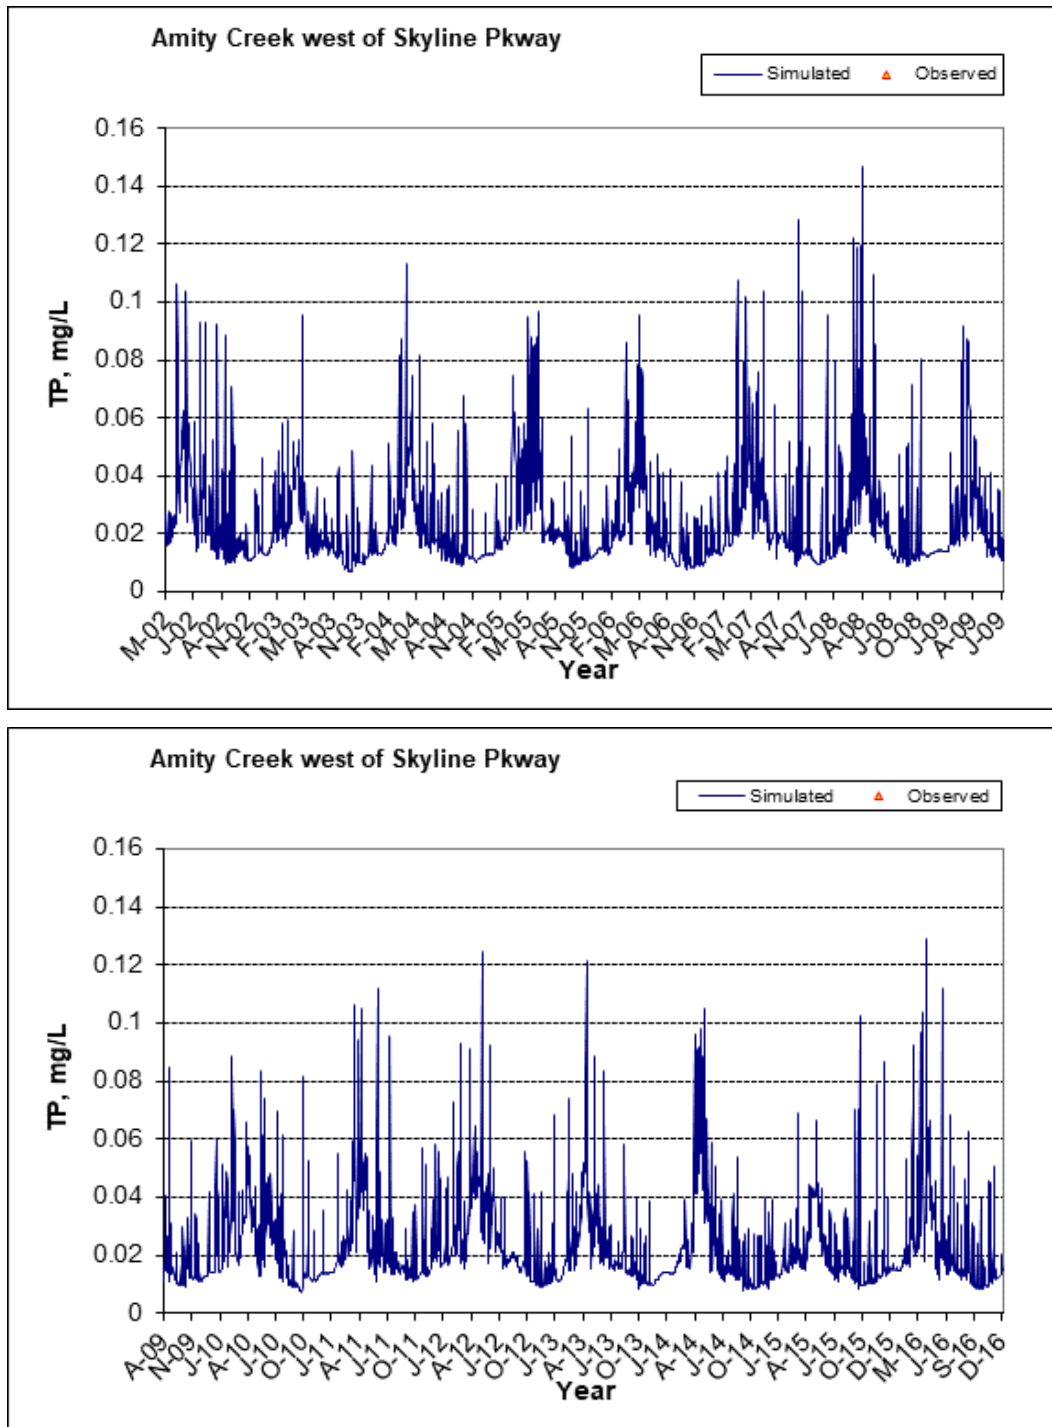 Amity Creek west of Skyline Pkway
Simulated Observed
0.16
0.14
0.12
0.1
0.08
0.06
0.04
0.02
0
TP, mg/L
M-02 J-02 A-02 N-02 F-03 M-03 A-03 N-03 F-04 M-04 A-04 N-04 F-05 M-05 A-05 N-05 F-06 M-06 A-06 N-06 F-07 M-07 A-07 N-07 J-08 A-08 J-08 O-08 J-09 A-09 J-09
Year
Amity Creek west of Skyline Pkway
Simulated Observed
0.16
0.14
0.12
0.1
0.08
0.06
0.04
0.02
0
TP, mg/L
A-09 N-09 J-10 A-10 J-10 O-10 J-11 A-11 J-11 O-11 J-12 A-12 J-12 O-12 J-13 A-13 J-13 O-13 J-14 A-14 J-14 O-14 J-15 A-15 J-15 O-15 D-15 M-16 J-16 S-16 D-16
Year